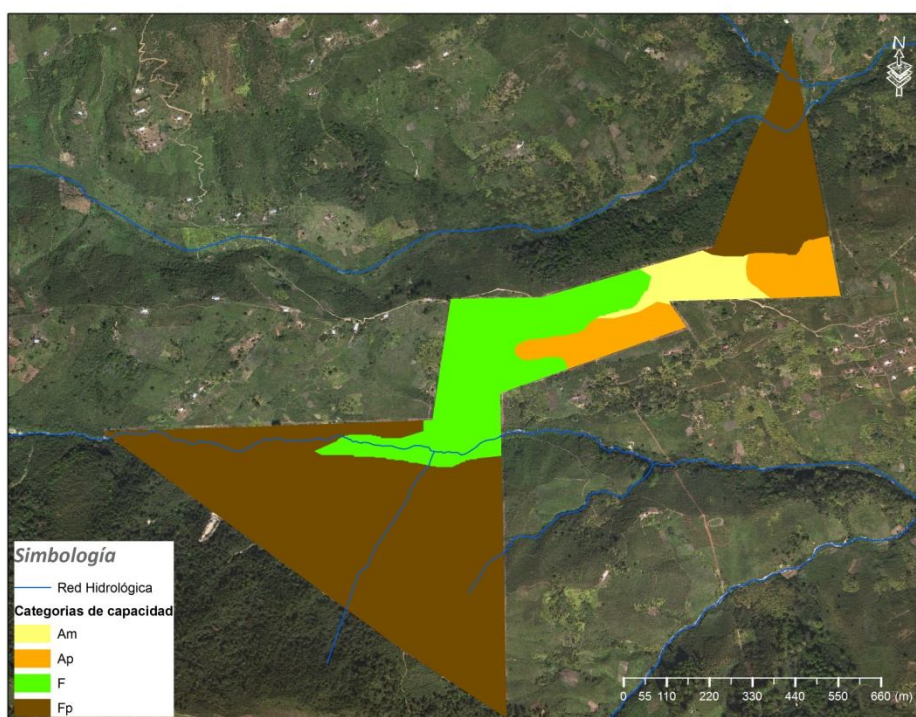 N
Simbología
Red Hidrológica
Categorias de capacidad
Am
Ap
F
Fp
0 55 110 220 330 440 550 660 (m)